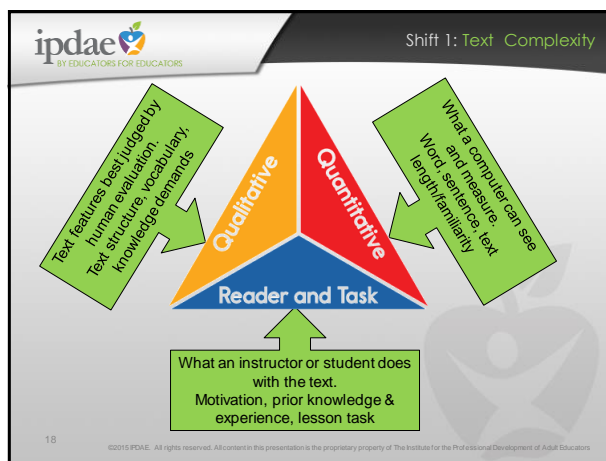 ipdae
BY EDUCATORS FOR EDUCATORS
Shift 1: Text Complexity
Text features best judged by
human evaluation.
Text structure, vocabulary,
knowledge demands
Qualitative
Quantitative
What a computer can see
and measure.
Word, sentence, text
length/familiarity
Reader and Task
What an instructor or student does
with the text.
Motivation, prior knowledge &
experience, lesson task
18
©2015 IPDAE. All rights reserved. All content in this presentation is the proprietary property of The Institute for the Professional Development of Adult Educators